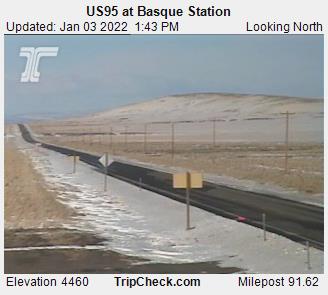 US95 at Basque Station
Updated: Jan 03 2022 1:43 PM Looking North
Elevation 4460 TripCheck.com Milepost 91.62